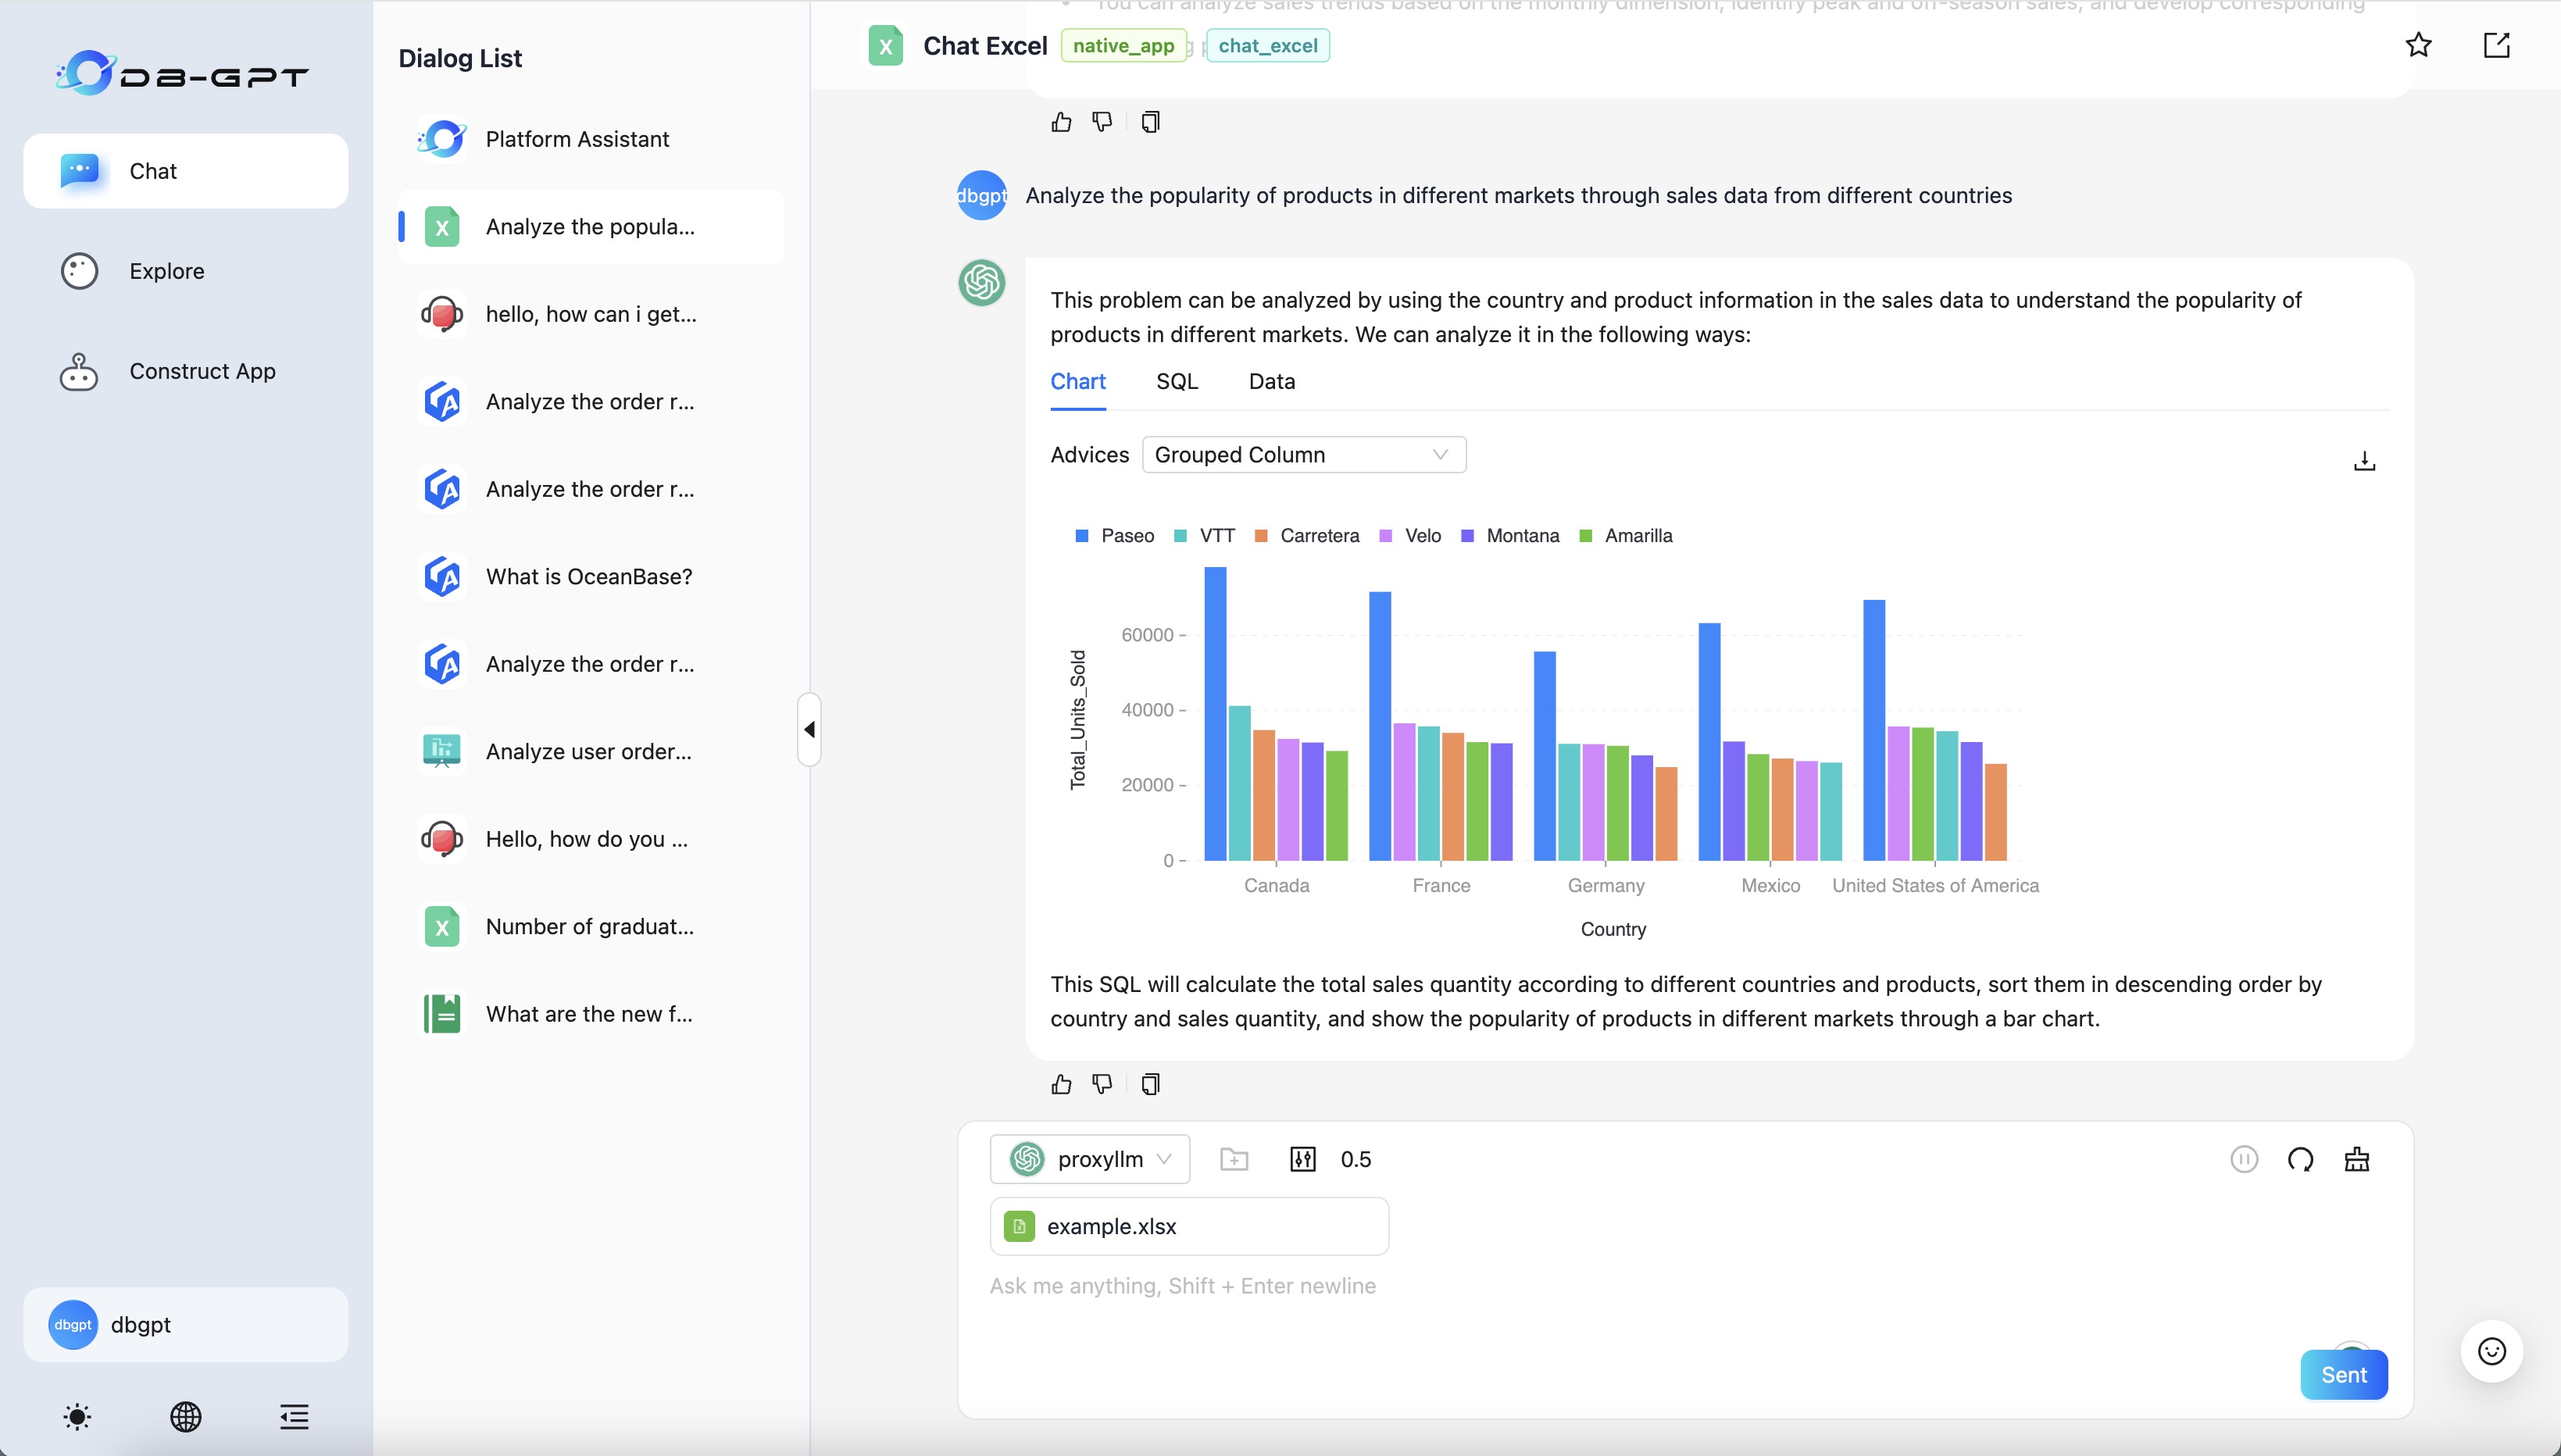 DB-GPT
Chat
Explore
Construct App
dbgpt
dbgpt
Dialog List
Platform Assistant
Analyze the popula...
hello, how can i get...
Analyze the order r...
Analyze the order r...
What is OceanBase?
Analyze the order r...
Analyze user order...
Hello, how do you ...
Number of graduat...
What are the new f...
You can analyze sales trends based on the monthly dimension, identify peak and off-season sales, and develop corresponding
Chat Excel
native_app
chat_excel
dbgpt
Analyze the popularity of products in different markets through sales data from different countries
This problem can be analyzed by using the country and product information in the sales data to understand the popularity of
products in different markets. We can analyze it in the following ways:
Chart SQL Data
Advices Grouped Column
Paseo VTT Carretera Velo Montana Amarilla
Total_Units_Sold
60000
40000
20000
0
Canada France Germany Mexico United States of America
Country
This SQL will calculate the total sales quantity according to different countries and products, sort them in descending order by
country and sales quantity, and show the popularity of products in different markets through a bar chart.
proxyllm 0.5
example.xlsx
Ask me anything, Shift + Enter newline
Sent